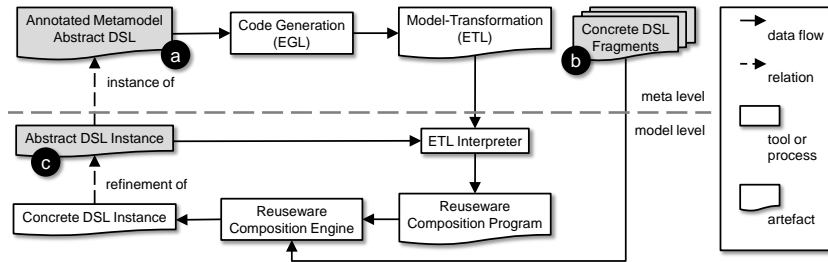 Annotated Metamodel
Abstract DSL
a
Code Generation
(EGL)
Model-Transformation
(ETL)
Concrete DSL
Fragments
b
data flow
instance of
relation
meta level
model level
Abstract DSL Instance
c
ETL Interpreter
tool or
process
refinement of
Concrete DSL Instance
Reuseware
Composition Engine
Reuseware
Composition Program
artefact